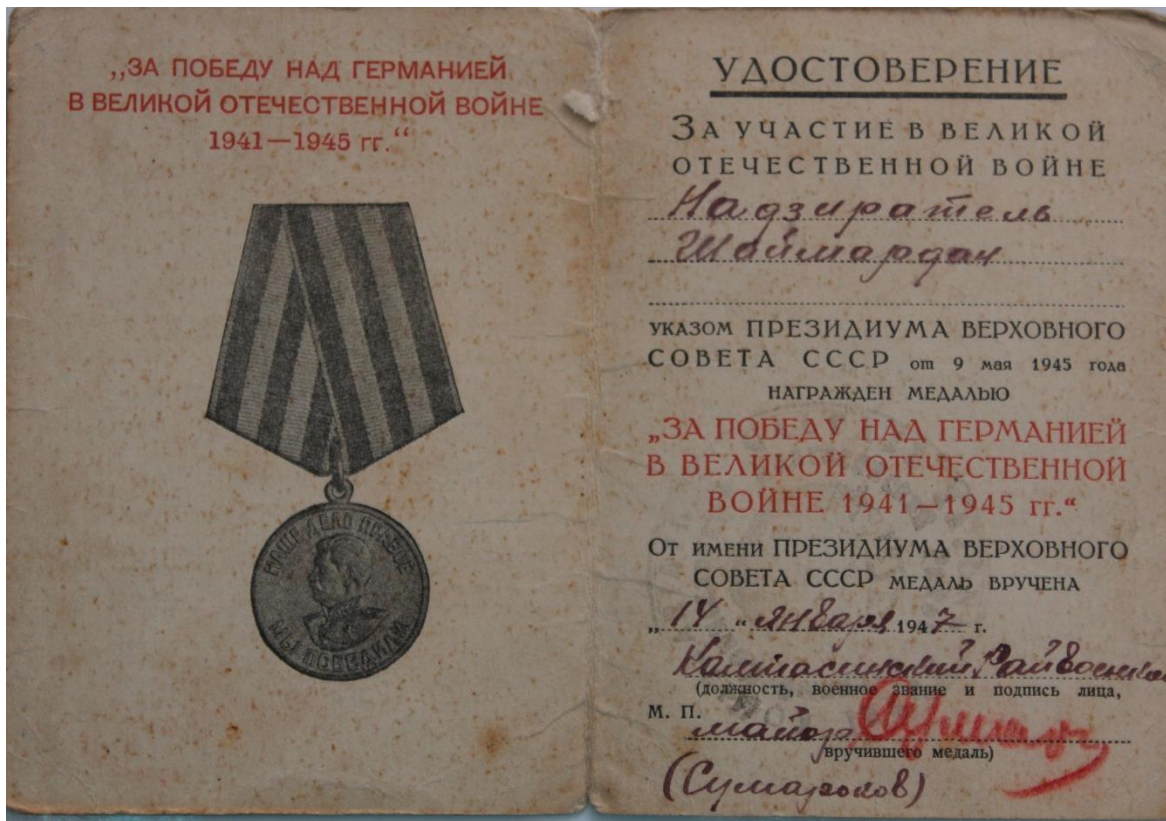 „ЗА ПОБЕДУ НАД ГЕРМАНИЕЙ
В ВЕЛИКОЙ ОТЕЧЕСТВЕННОЙ ВОЙНЕ
1941—1945 гг.“
НАШЕ ДЕЛО ПРАВОЕ
МЫ ПОБЕДИЛИ
УДОСТОВЕРЕНИЕ
ЗА УЧАСТИЕ В ВЕЛИКОЙ
ОТЕЧЕСТВЕННОЙ ВОЙНЕ
Надзиратель
Шаймардан
УКАЗОМ ПРЕЗИДИУМА ВЕРХОВНОГО
СОВЕТА СССР от 9 мая 1945 года
НАГРАЖДЕН МЕДАЛЬЮ
„ЗА ПОБЕДУ НАД ГЕРМАНИЕЙ
В ВЕЛИКОЙ ОТЕЧЕСТВЕННОЙ
ВОЙНЕ 1941—1945 гг.“
От имени ПРЕЗИДИУМА ВЕРХОВНОГО
СОВЕТА СССР МЕДАЛЬ ВРУЧЕНА
„14“ января 1947 г.
(должность, военное звание и подпись лица,
М. П.
майор
вручившего медаль)